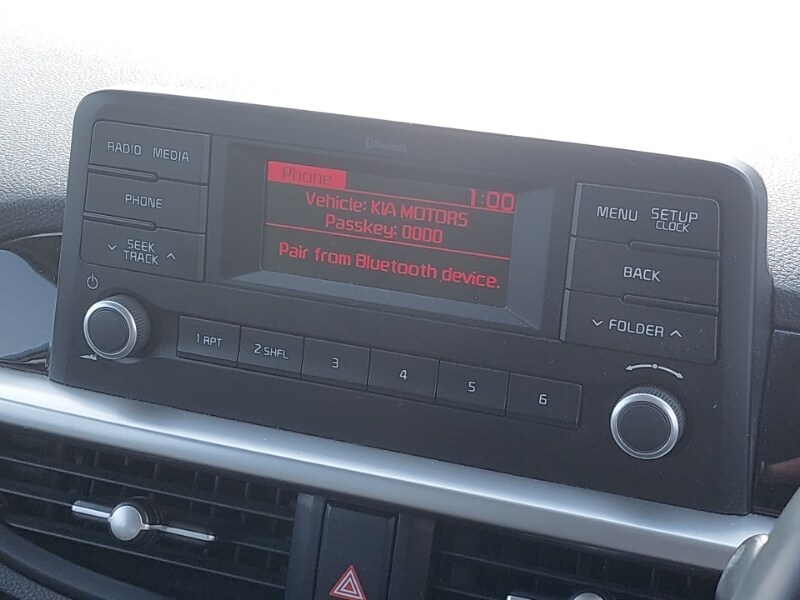 Bluetooth
RADIO MEDIA
PHONE
SEEK
TRACK
Phone
1:00
Vehicle: KIA MOTORS
Passkey: 0000
Pair from Bluetooth device.
MENU SETUP
CLOCK
BACK
FOLDER
1 RPT
2 SHFL
3
4
5
6